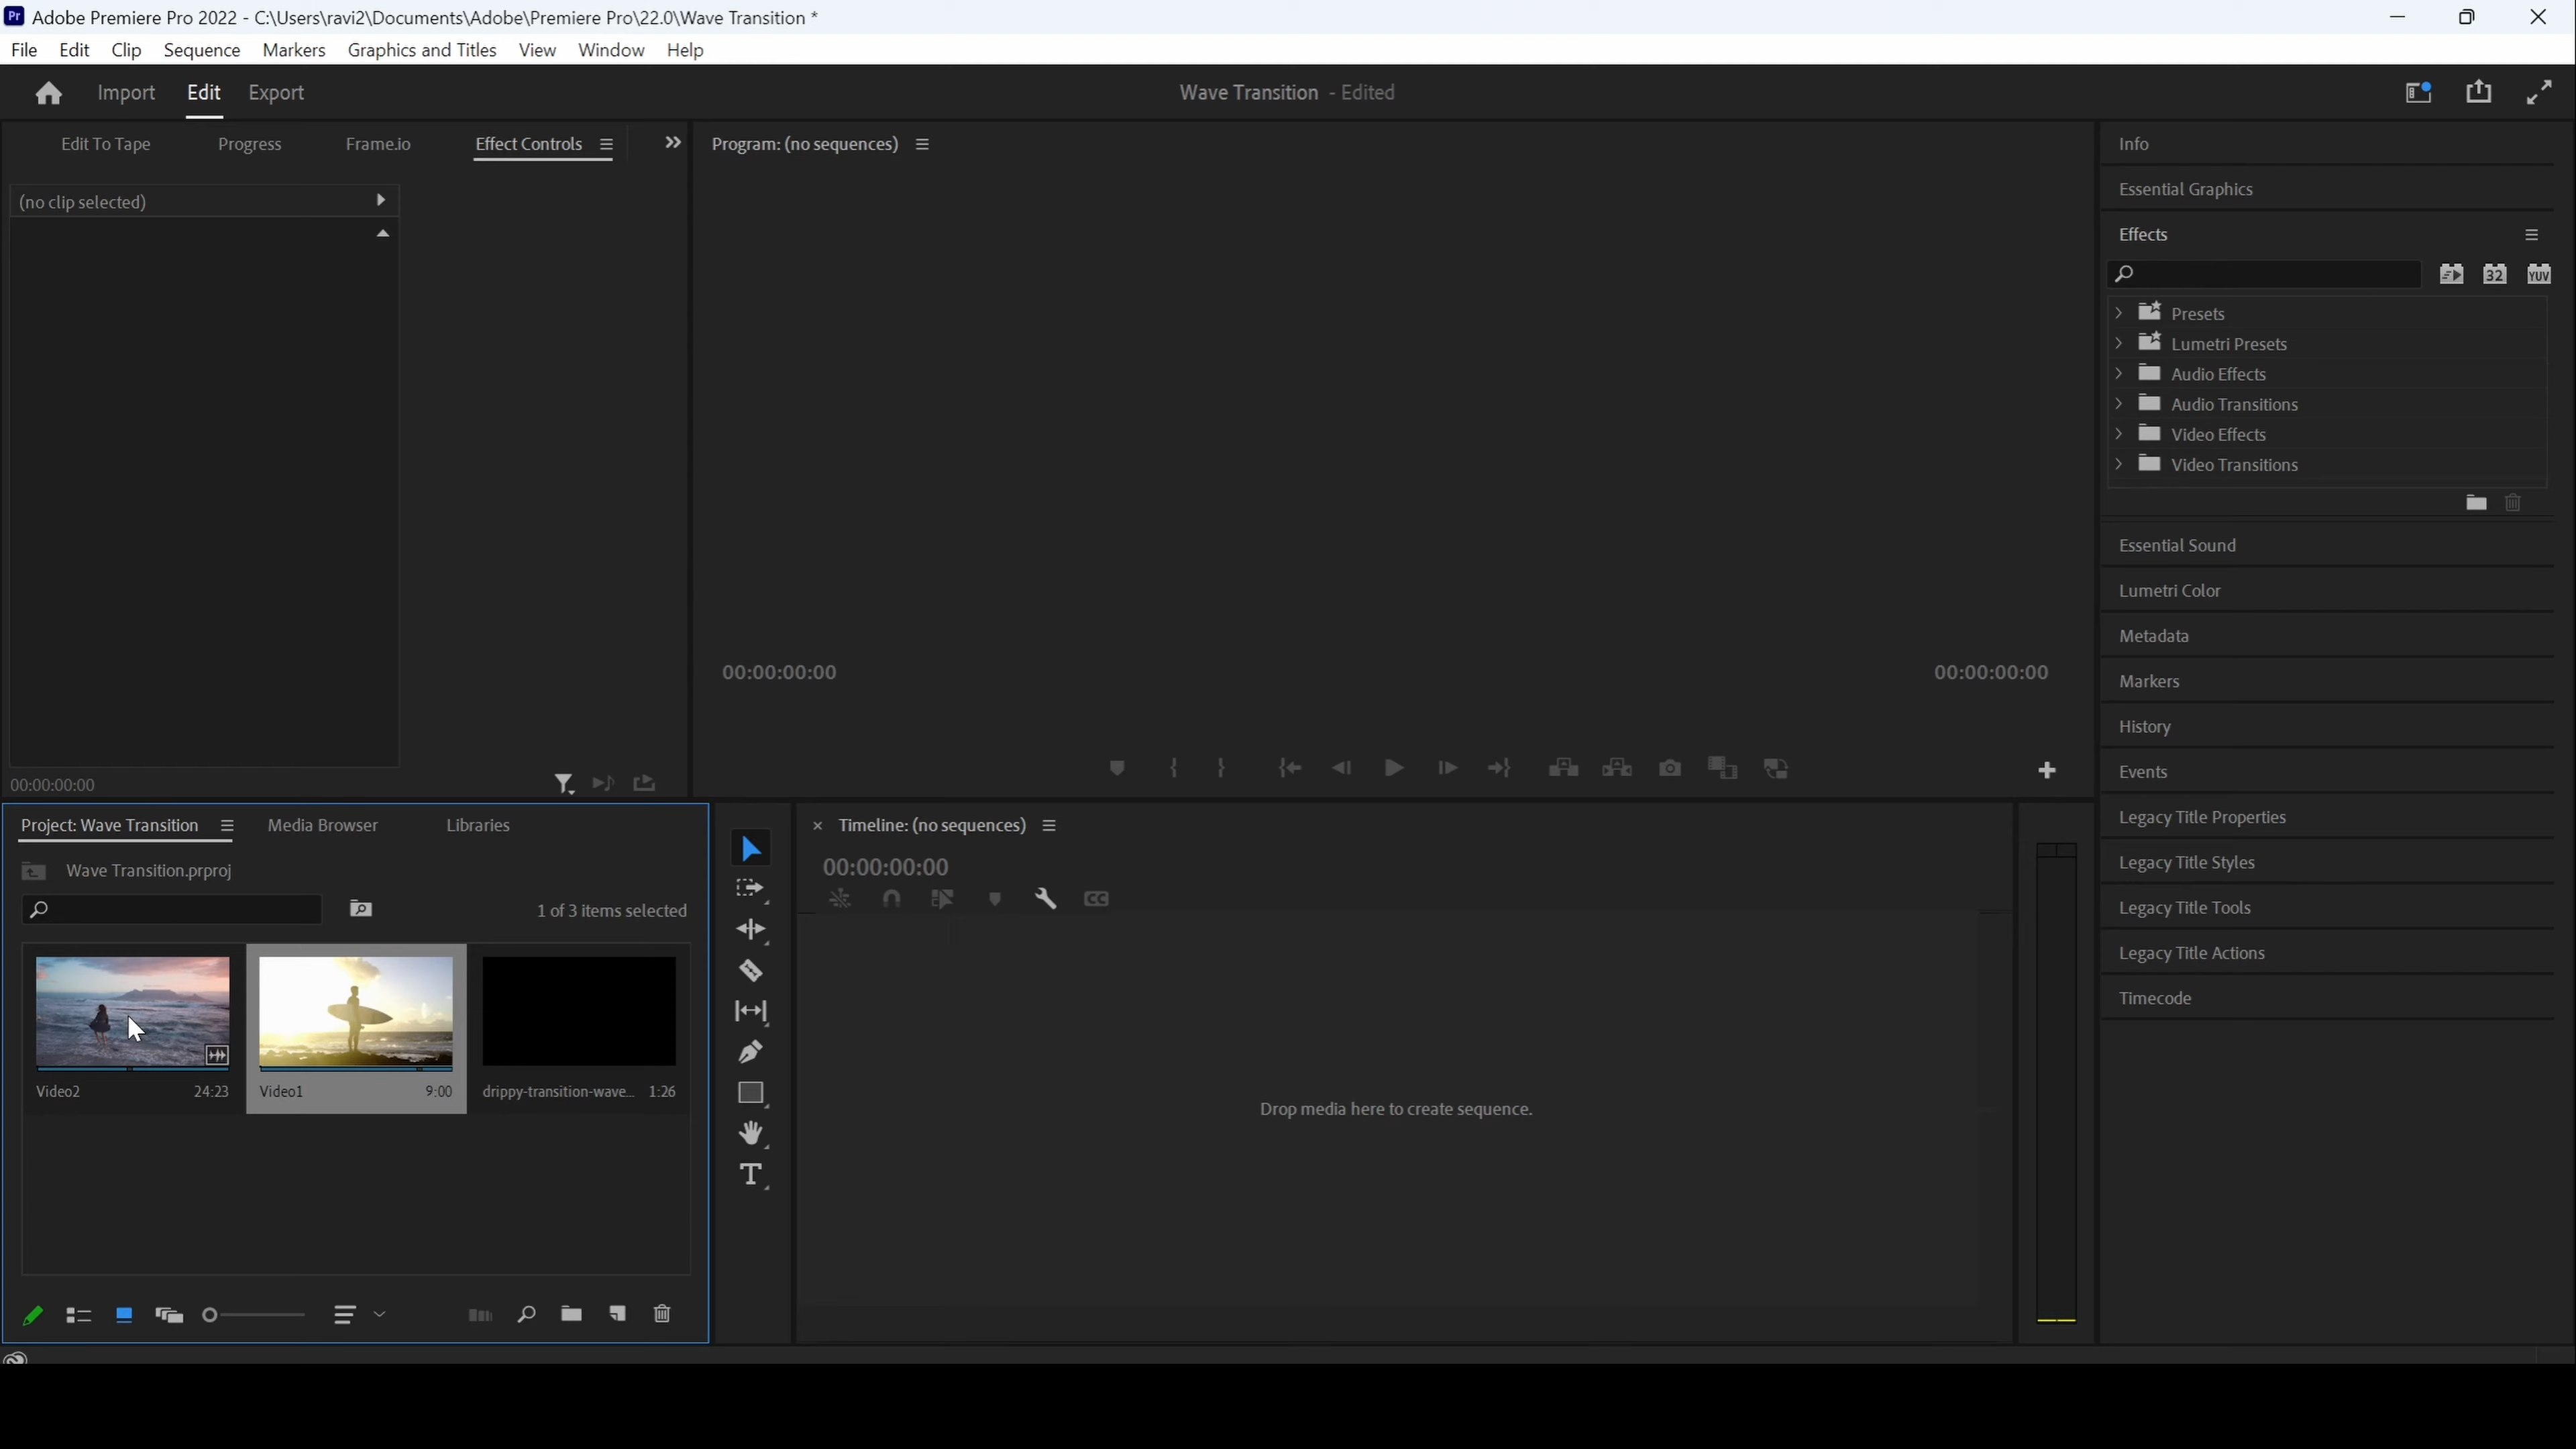 Pr Adobe Premiere Pro 2022 - C:\Users\ravi2\Documents\Adobe\Premiere Pro\22.0\Wave Transition *
File Edit Clip Sequence Markers Graphics and Titles View Window Help
Import Edit Export Wave Transition - Edited
Edit To Tape Progress Frame.io Effect Controls
Program: (no sequences)
Info
Essential Graphics
(no clip selected)
Effects
32 YUV
Presets
Lumetri Presets
Audio Effects
Audio Transitions
Video Effects
Video Transitions
Essential Sound
Lumetri Color
Metadata
Markers
History
Events
Legacy Title Properties
Legacy Title Styles
Legacy Title Tools
Legacy Title Actions
Timecode
00:00:00:00 00:00:00:00
00:00:00:00
Project: Wave Transition Media Browser Libraries
Wave Transition.prproj
1 of 3 items selected
Video2 24:23
Video1 9:00
drippy-transition-wave... 1:26
Timeline: (no sequences)
00:00:00:00
CC
Drop media here to create sequence.